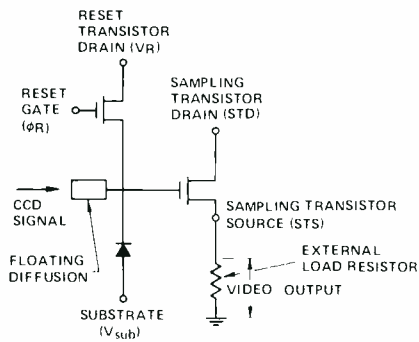 RESET
TRANSISTOR
DRAIN (VR)
RESET
GATE
(ϕR)
SAMPLING
TRANSISTOR
DRAIN (STD)
CCD
SIGNAL
FLOATING
DIFFUSION
SAMPLING TRANSISTOR
SOURCE (STS)
EXTERNAL
LOAD RESISTOR
VIDEO OUTPUT
SUBSTRATE
(Vsub)